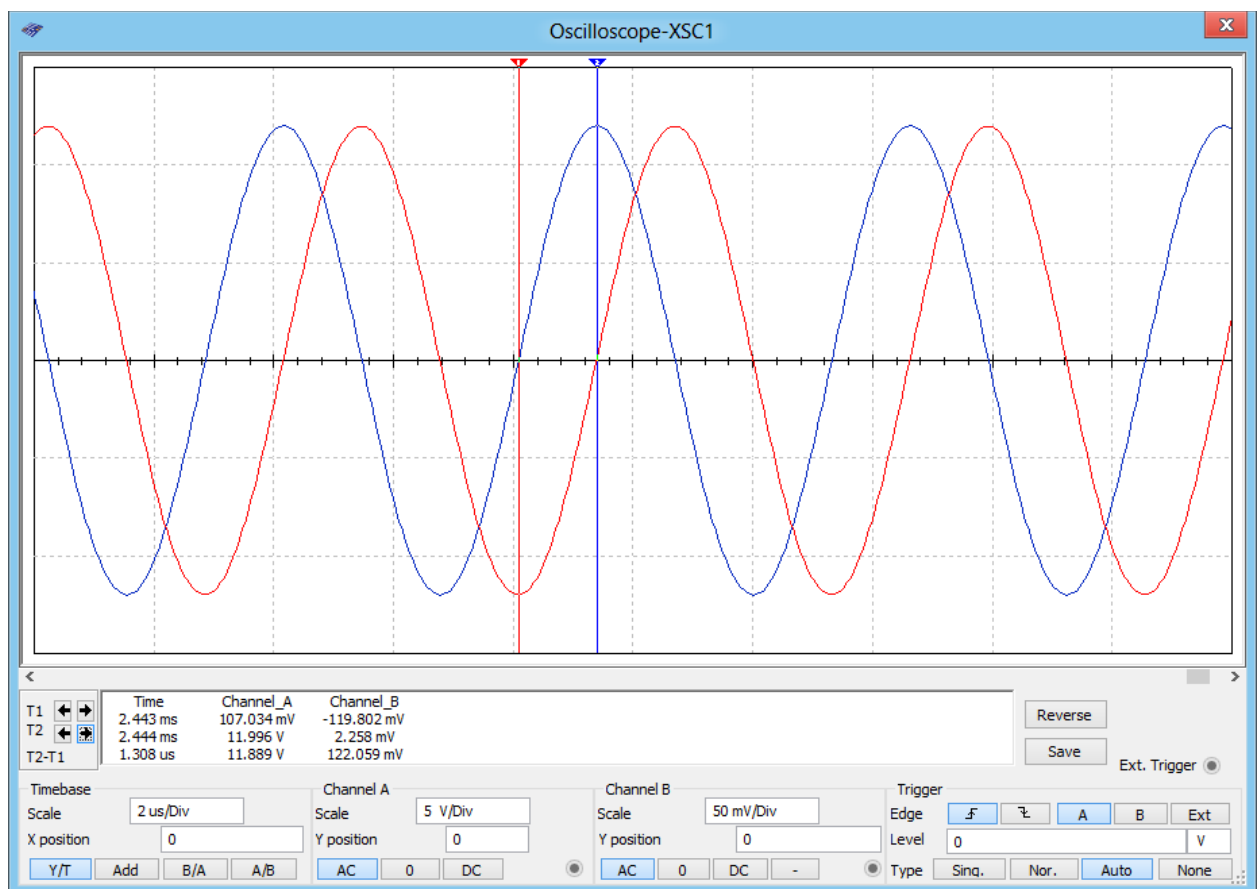 Oscilloscope-XSC1
X
1 2
Time Channel_A Channel_B
T1 2.443 ms 107.034 mV -119.802 mV
T2 2.444 ms 11.996 V 2.258 mV
T2-T1 1.308 us 11.889 V 122.059 mV
Reverse
Save
Ext. Trigger
Timebase Channel A Channel B Trigger
Scale 2 us/Div Scale 5 V/Div Scale 50 mV/Div Edge A B Ext
X position 0 Y position 0 Y position 0 Level 0 V
Y/T Add B/A A/B AC 0 DC AC 0 DC - Type Sing. Nor. Auto None